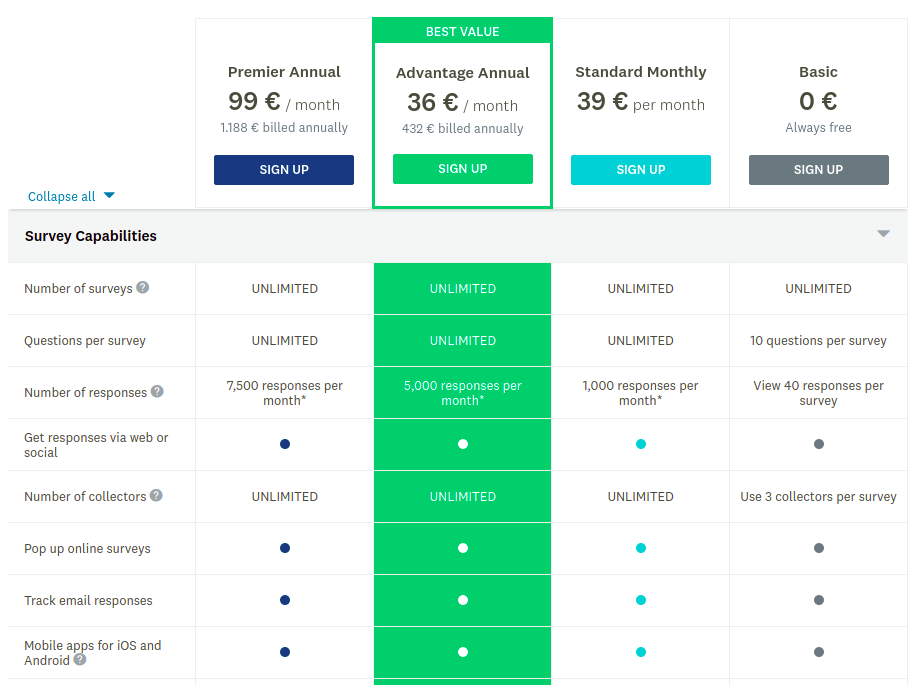 BEST VALUE
Premier Annual
99 € / month
1.188 € billed annually
SIGN UP
Advantage Annual
36 € / month
432 € billed annually
SIGN UP
Standard Monthly
39 € per month
SIGN UP
Basic
0 €
Always free
SIGN UP
Collapse all
Survey Capabilities
Number of surveys ? UNLIMITED UNLIMITED UNLIMITED UNLIMITED
Questions per survey UNLIMITED UNLIMITED UNLIMITED 10 questions per survey
Number of responses ?
7,500 responses per
month*
5,000 responses per
month*
1,000 responses per
month*
View 40 responses per
survey
Get responses via web or
social
Number of collectors ? UNLIMITED UNLIMITED UNLIMITED Use 3 collectors per survey
Pop up online surveys
Track email responses
Mobile apps for iOS and
Android ?